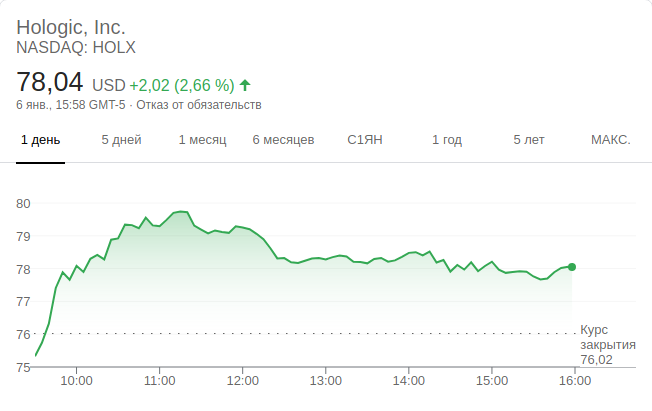 Hologic, Inc.
NASDAQ: HOLX
78,04 USD +2,02 (2,66 %)
6 янв., 15:58 GMT-5 · Отказ от обязательств
1 день 5 дней 1 месяц 6 месяцев С1ЯН 1 год 5 лет МАКС.
80
79
78
77
76
75
Курс
закрытия
76,02
10:00 11:00 12:00 13:00 14:00 15:00 16:00